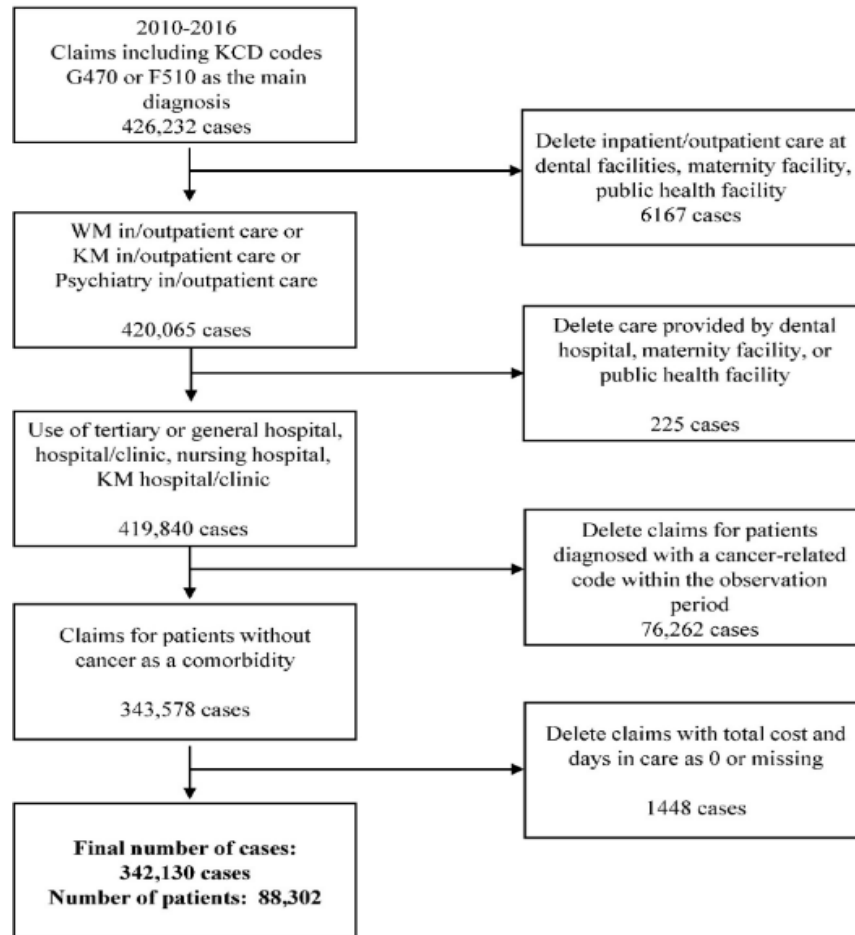 2010-2016
Claims including KCD codes
G470 or F510 as the main
diagnosis
426,232 cases
Delete inpatient/outpatient care at
dental facilities, maternity facility,
public health facility
6167 cases
WM in/outpatient care or
KM in/outpatient care or
Psychiatry in/outpatient care
420,065 cases
Delete care provided by dental
hospital, maternity facility, or
public health facility
225 cases
Use of tertiary or general hospital,
hospital/clinic, nursing hospital,
KM hospital/clinic
419,840 cases
Delete claims for patients
diagnosed with a cancer-related
code within the observation
period
76,262 cases
Claims for patients without
cancer as a comorbidity
343,578 cases
Delete claims with total cost and
days in care as 0 or missing
1448 cases
Final number of cases:
342,130 cases
Number of patients: 88,302